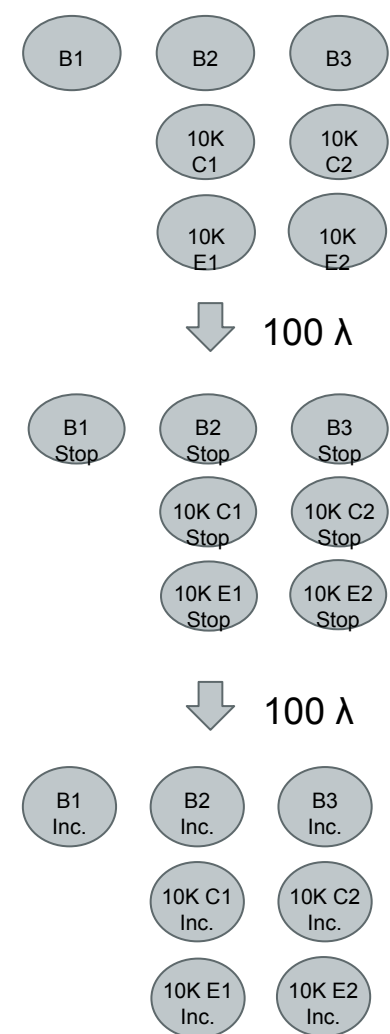 B1
B2
B3
10K
C1
10K
C2
10K
E1
10K
E2
100 λ
B1
Stop
B2
Stop
B3
Stop
10K C1
Stop
10K C2
Stop
10K E1
Stop
10K E2
Stop
100 λ
B1
Inc.
B2
Inc.
B3
Inc.
10K C1
Inc.
10K C2
Inc.
10K E1
Inc.
10K E2
Inc.